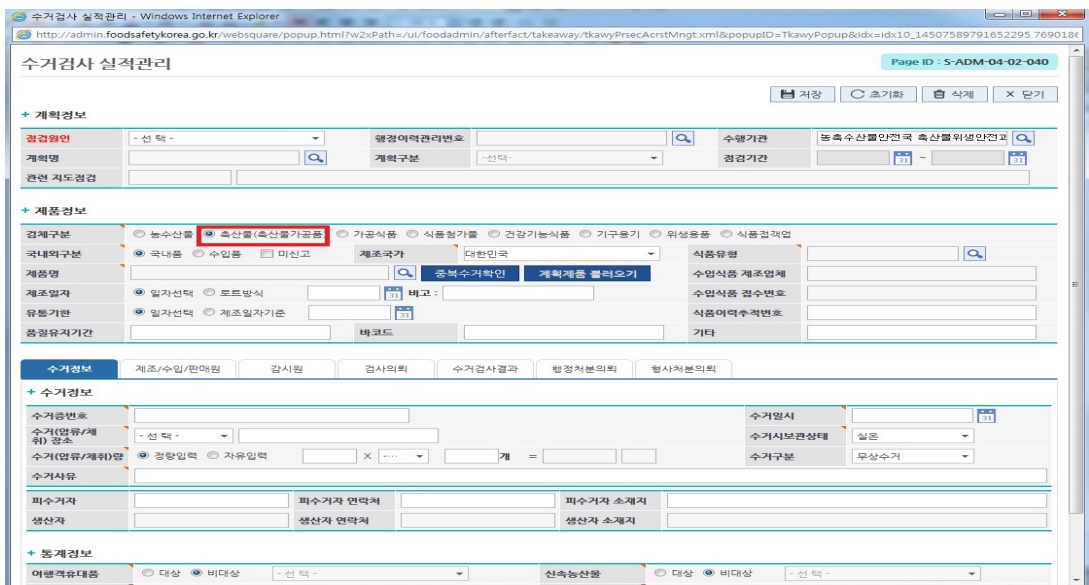 수거검사 실적관리 - Windows Internet Explorer
http://admin.foodsafetykorea.go.kr/websquare/popup.html?w2xPath=/ui/foodadmin/afterfact/takeaway/tkawyPrsecAcrstMngt.xml&popupID=TkawyPopup&idx=idx10_14507589791652295.769018
수거검사 실적관리 Page ID : S-ADM-04-02-040
저장 초기화 삭제 × 닫기
+ 계획정보
점검원인 - 선 택 - 행정이력관리번호 수행기관 농축수산물안전국 축산물위생안전과
계획명 계획구분 -선택- 점검기간 31 ~ 31
관련 지도점검
+ 제품정보
검체구분 농수산물 축산물(축산물가공품) 가공식품 식품첨가물 건강기능식품 기구용기 위생용품 식품접객업
국내외구분 국내품 수입품 미신고 제조국가 대한민국 식품유형
제품명 중복수거확인 계획제품 불러오기 수입식품 제조업체
제조일자 일자선택 로트방식 31 비고 : 수입식품 접수번호
유통기한 일자선택 제조일자기준 31 식품이력추적번호
품질유지기간 바코드 기타
수거정보 제조/수입/판매원 감시원 검사의뢰 수거검사결과 행정처분의뢰 형사처분의뢰
+ 수거정보
수거증번호 수거일시 31
수거(압류/채취) 장소 - 선 택 - 수거시보관상태 실온
수거(압류/채취)량 정량입력 자유입력 × ---- 개 = 수거구분 무상수거
수거사유
피수거자 피수거자 연락처 피수거자 소재지
생산자 생산자 연락처 생산자 소재지
+ 통계정보
여행객휴대품 대상 비대상 - 선 택 - 신속농산물 대상 비대상 - 선 택 -